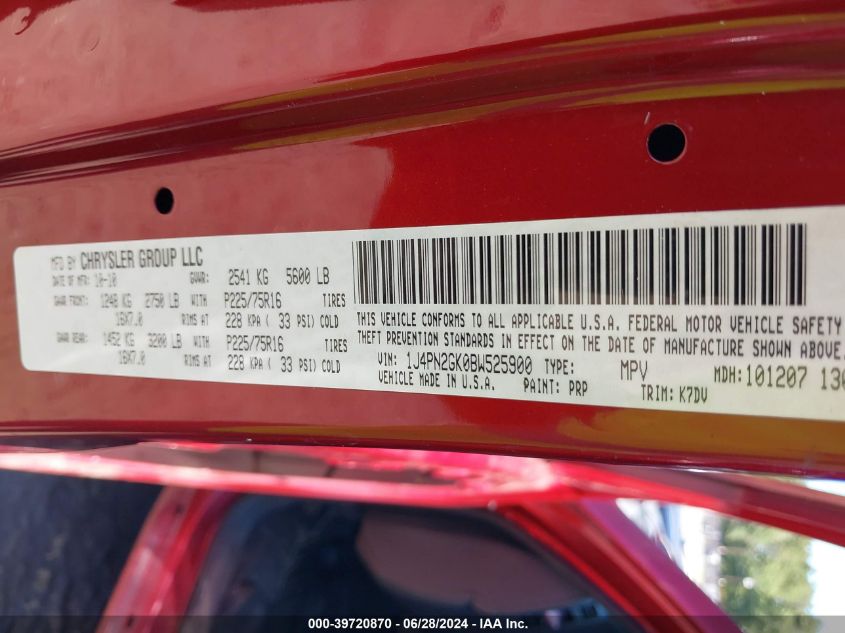 MFD BY CHRYSLER GROUP LLC
DATE OF MFR: 10-10 GVWR: 2541 KG 5600 LB
GAWR FRONT: 1248 KG 2750 LB WITH P225/75R16 TIRES
16X7.0 RIMS AT 228 KPA ( 33 PSI) COLD
GAWR REAR: 1452 KG 3200 LB WITH P225/75R16 TIRES
16X7.0 RIMS AT 228 KPA ( 33 PSI) COLD
THIS VEHICLE CONFORMS TO ALL APPLICABLE U.S.A. FEDERAL MOTOR VEHICLE SAFETY
THEFT PREVENTION STANDARDS IN EFFECT ON THE DATE OF MANUFACTURE SHOWN ABOVE.
VIN: 1J4PN2GK0BW525900 TYPE: MPV MDH:101207 130
VEHICLE MADE IN U.S.A. PAINT: PRP TRIM: K7DV
000-39720870 / 06/28/2024 - IAA Inc.